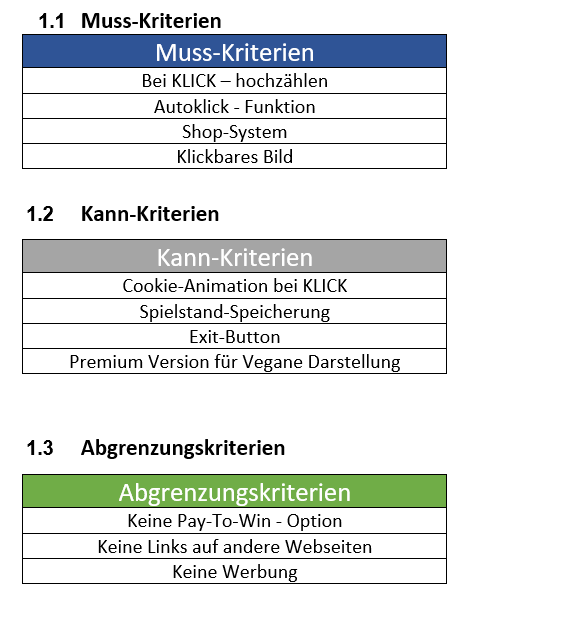 1.1 Muss-Kriterien
Muss-Kriterien
Bei KLICK – hochzählen
Autoklick - Funktion
Shop-System
Klickbares Bild
1.2 Kann-Kriterien
Kann-Kriterien
Cookie-Animation bei KLICK
Spielstand-Speicherung
Exit-Button
Premium Version für Vegane Darstellung
1.3 Abgrenzungskriterien
Abgrenzungskriterien
Keine Pay-To-Win - Option
Keine Links auf andere Webseiten
Keine Werbung